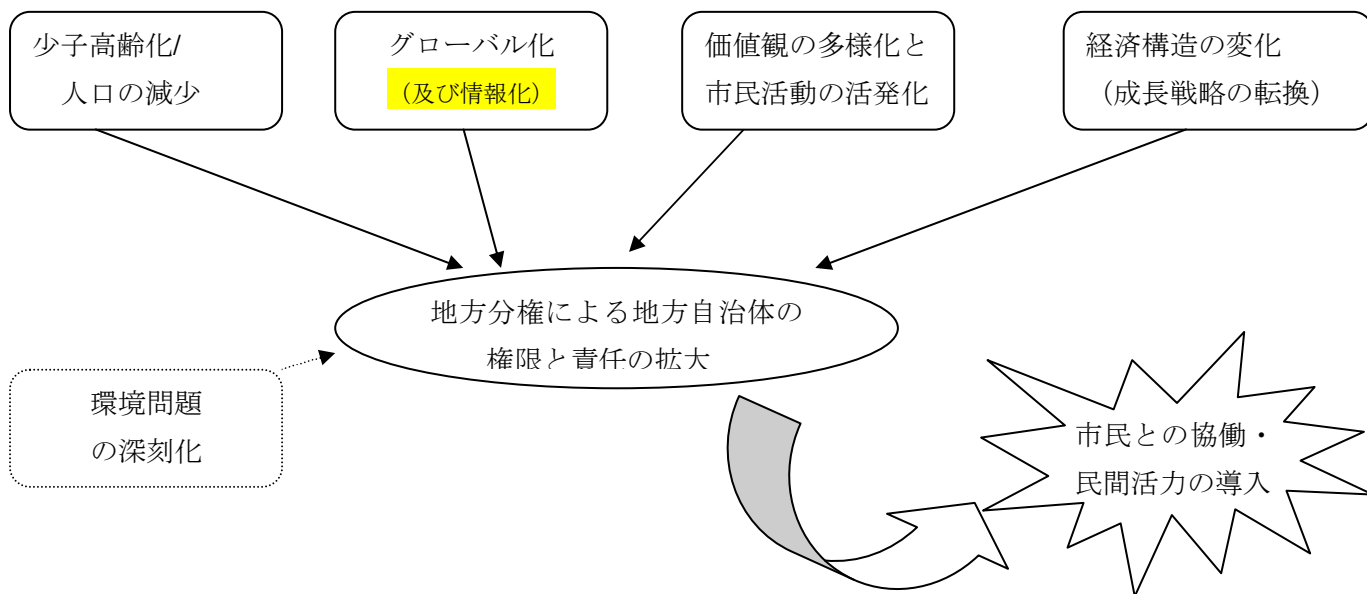 少子高齢化/
人口の減少
グローバル化
（及び情報化）
価値観の多様化と
市民活動の活発化
経済構造の変化
（成長戦略の転換）
地方分権による地方自治体の
権限と責任の拡大
環境問題
の深刻化
市民との協働・
民間活力の導入